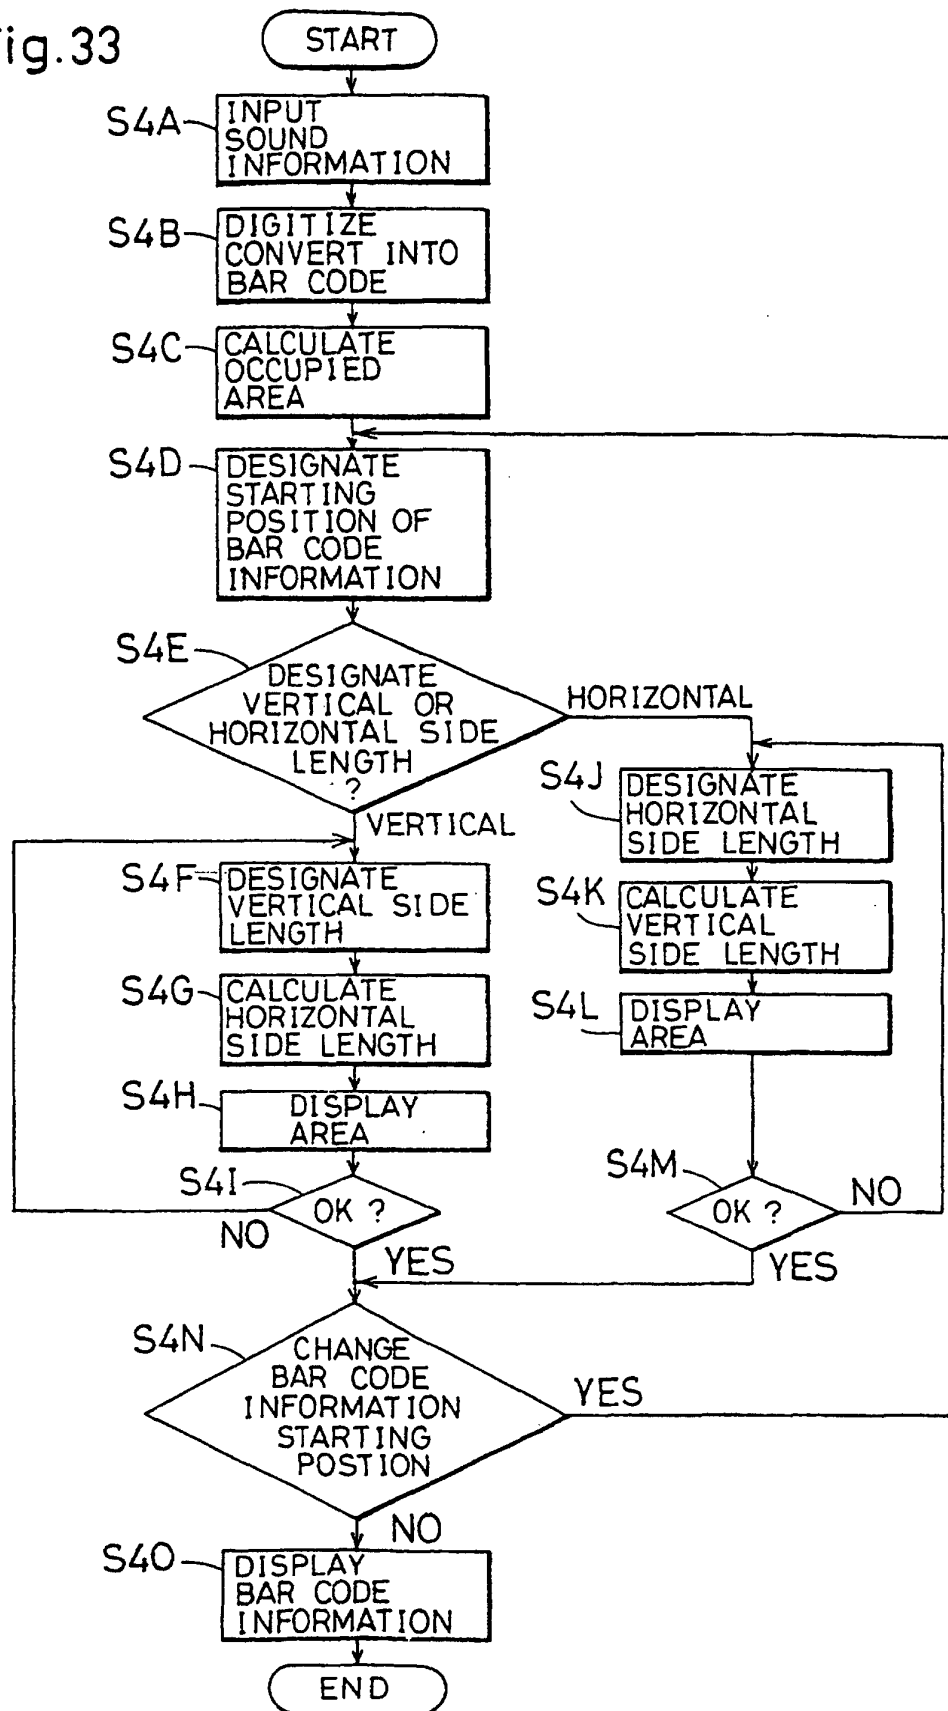 ig.33
START
S4A
INPUT
SOUND
INFORMATION
S4B
DIGITIZE
CONVERT INTO
BAR CODE
S4C
CALCULATE
OCCUPIED
AREA
S4D
DESIGNATE
STARTING
POSITION OF
BAR CODE
INFORMATION
S4E
DESIGNATE
VERTICAL OR
HORIZONTAL SIDE
LENGTH
?
HORIZONTAL
VERTICAL
S4F
DESIGNATE
VERTICAL SIDE
LENGTH
S4G
CALCULATE
HORIZONTAL
SIDE LENGTH
S4H
DISPLAY
AREA
S4I
OK ?
NO
YES
S4J
DESIGNATE
HORIZONTAL
SIDE LENGTH
S4K
CALCULATE
VERTICAL
SIDE LENGTH
S4L
DISPLAY
AREA
S4M
OK ?
NO
YES
S4N
CHANGE
BAR CODE
INFORMATION
STARTING
POSTION
YES
NO
S4O
DISPLAY
BAR CODE
INFORMATION
END